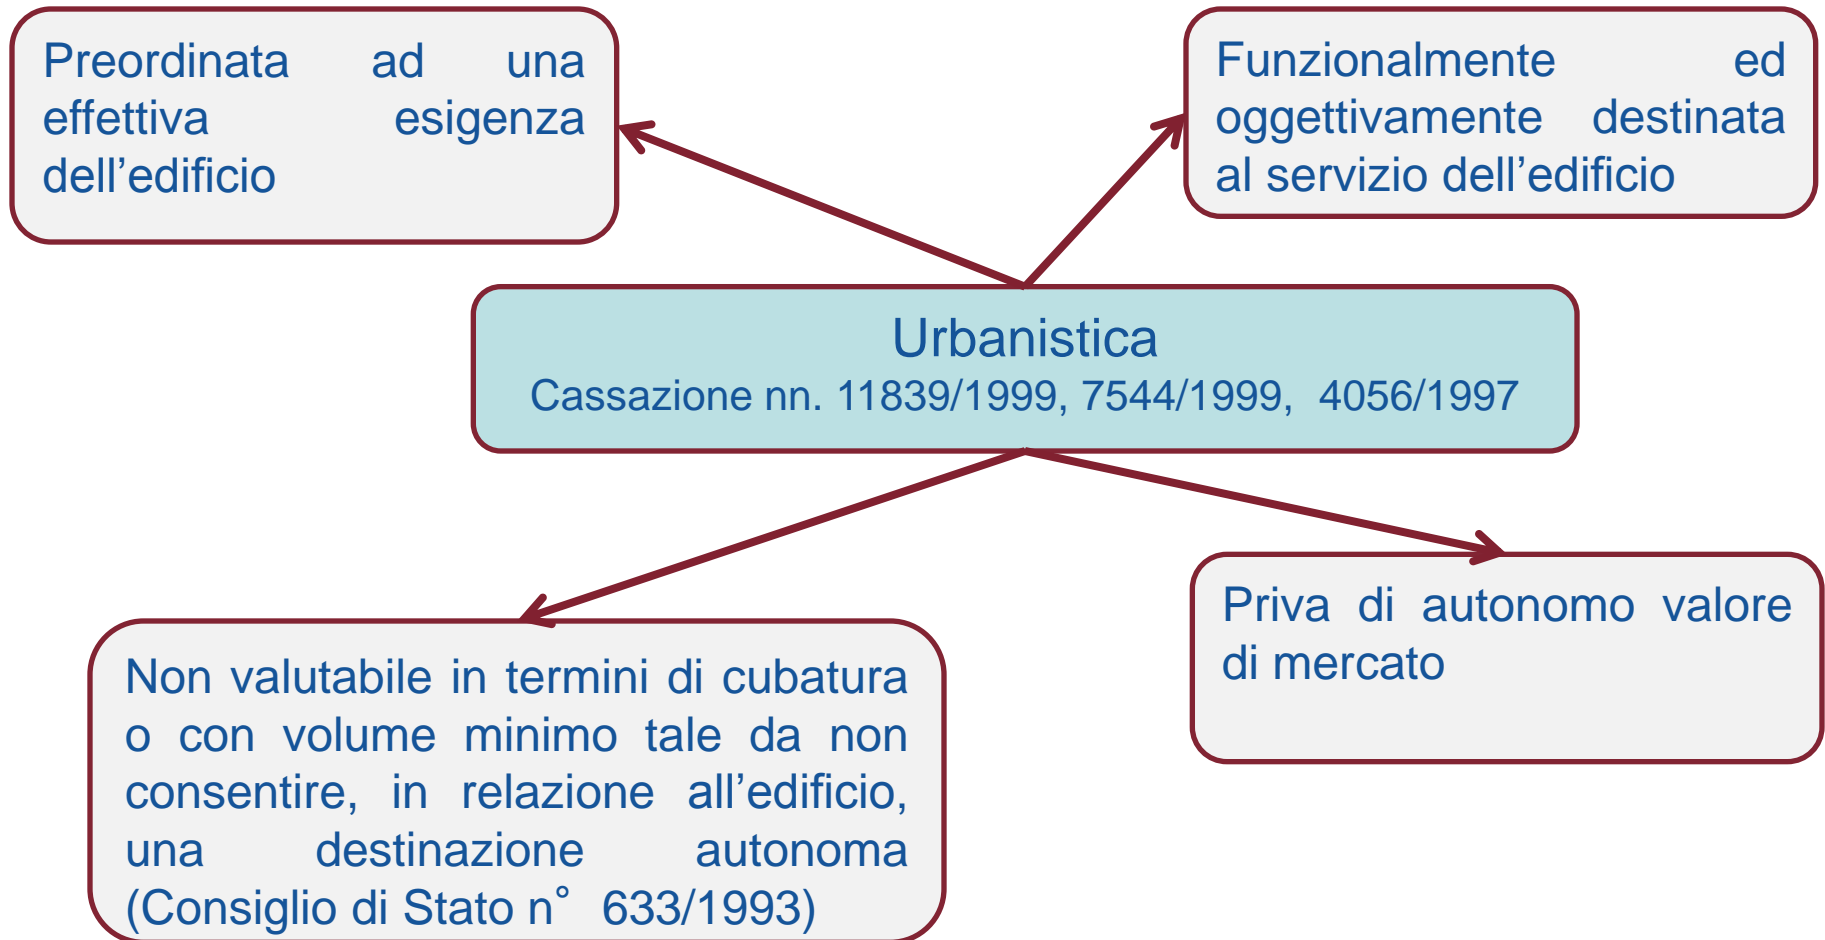 Preordinata ad una
effettiva esigenza
dell’edificio
Funzionalmente ed
oggettivamente destinata
al servizio dell’edificio
Urbanistica
Cassazione nn. 11839/1999, 7544/1999, 4056/1997
Non valutabile in termini di cubatura
o con volume minimo tale da non
consentire, in relazione all’edificio,
una destinazione autonoma
(Consiglio di Stato n° 633/1993)
Priva di autonomo valore
di mercato